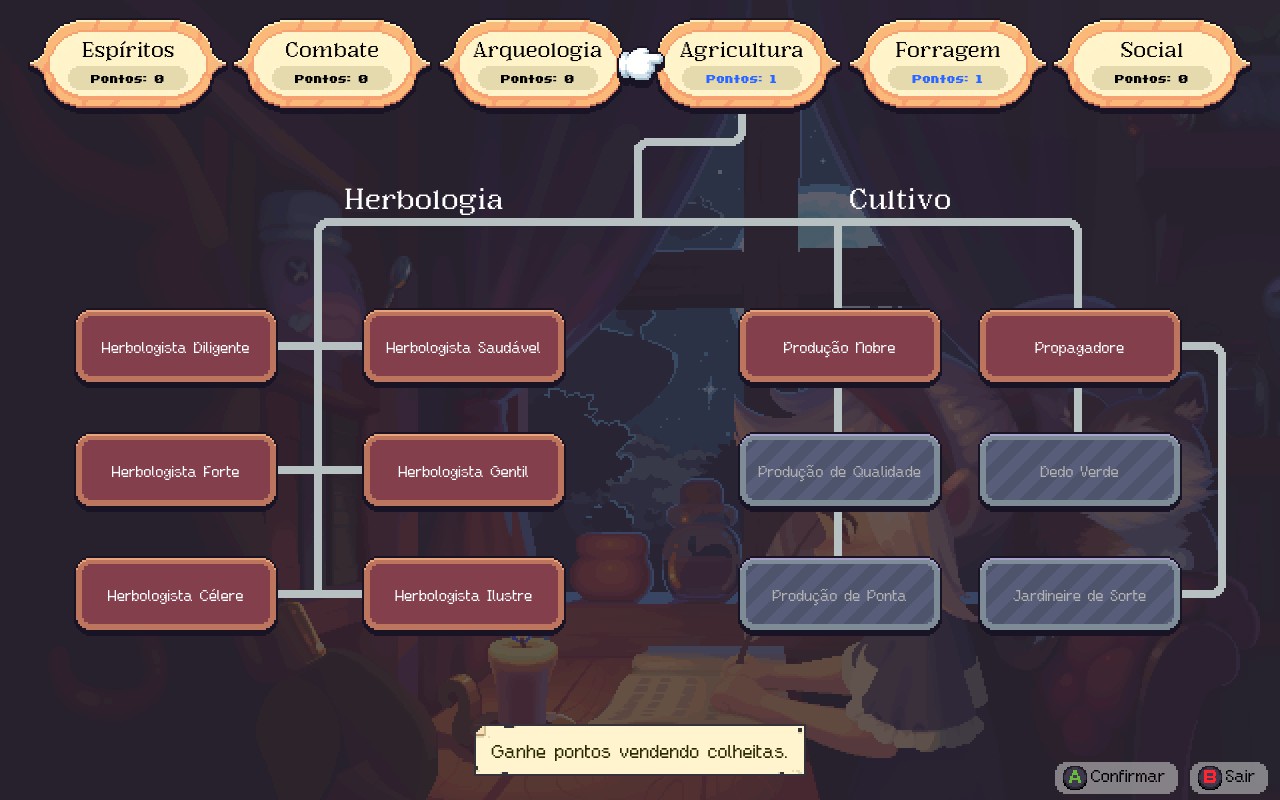 Espíritos
Pontos: 0
Combate
Pontos: 0
Arqueologia
Pontos: 0
Agricultura
Pontos: 1
Forragem
Pontos: 1
Social
Pontos: 0
Herbologia
Cultivo
Herbologista Diligente
Herbologista Saudável
Produção Nobre
Propagadore
Herbologista Forte
Herbologista Gentil
Produção de Qualidade
Dedo Verde
Herbologista Célere
Herbologista Ilustre
Produção de Ponta
Jardineire de Sorte
Ganhe pontos vendendo colheitas.
A Confirmar
B Sair